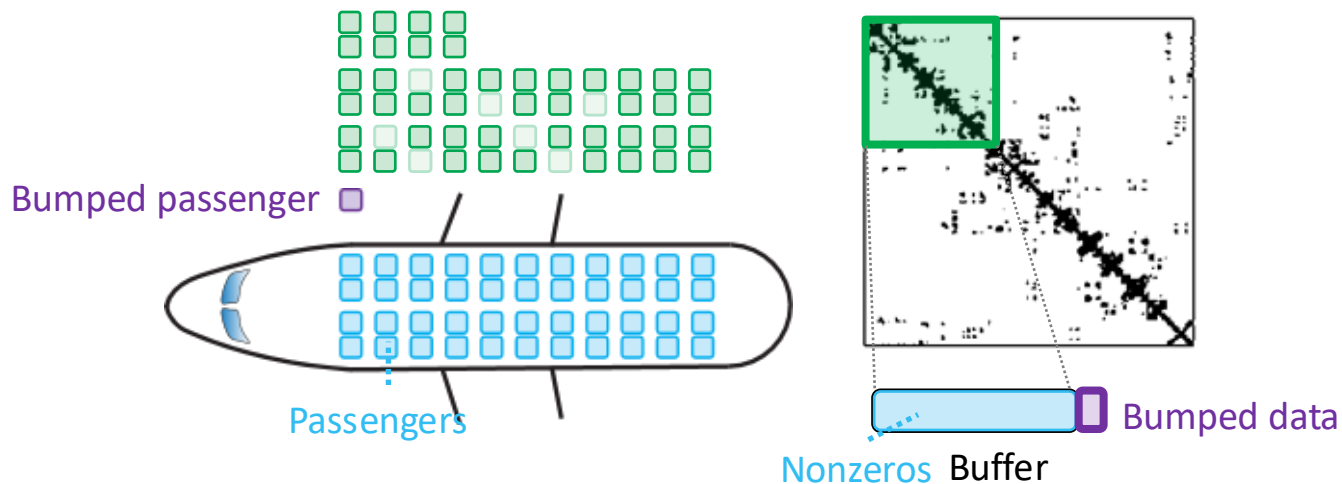 Bumped passenger
Passengers
Bumped data
Nonzeros Buffer